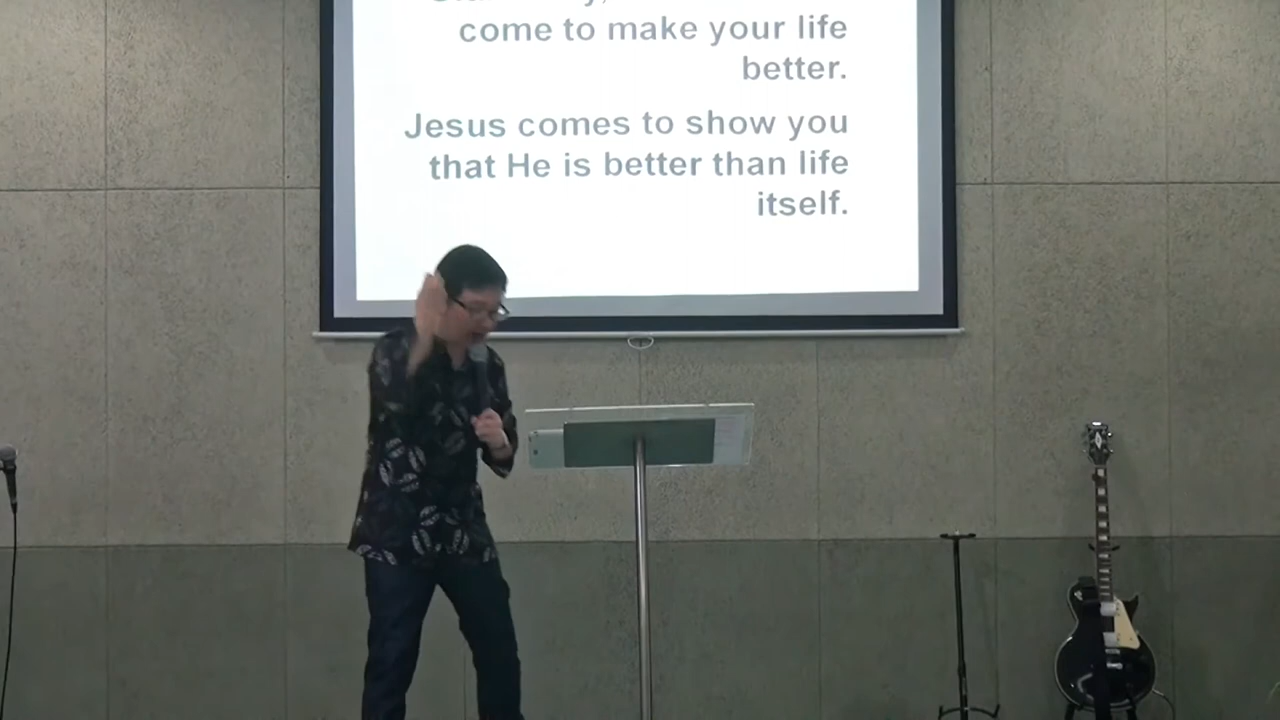 come to make your life
better.
Jesus comes to show you
that He is better than life
itself.